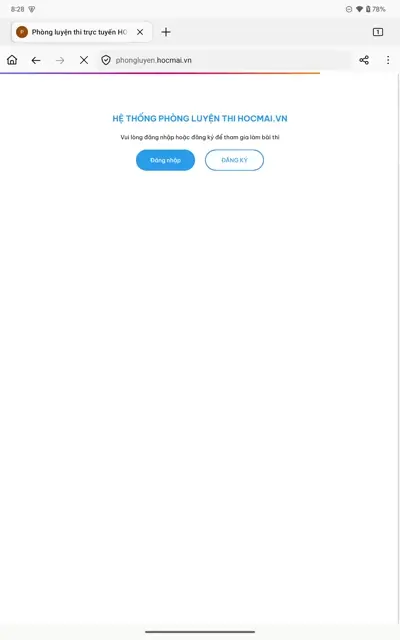 8:28
78%
Phòng luyện thi trực tuyến HO
1
phongluyen.hocmai.vn
HỆ THỐNG PHÒNG LUYỆN THI HOCMAI.VN
Vui lòng đăng nhập hoặc đăng ký để tham gia làm bài thi
Đăng nhập
ĐĂNG KÝ